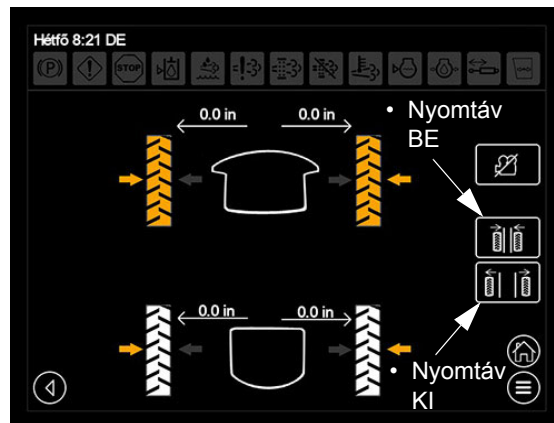 Hétfő 8:21 DE
STOP
0.0 in 0.0 in
• Nyomtáv
BE
0.0 in 0.0 in
• Nyomtáv
KI